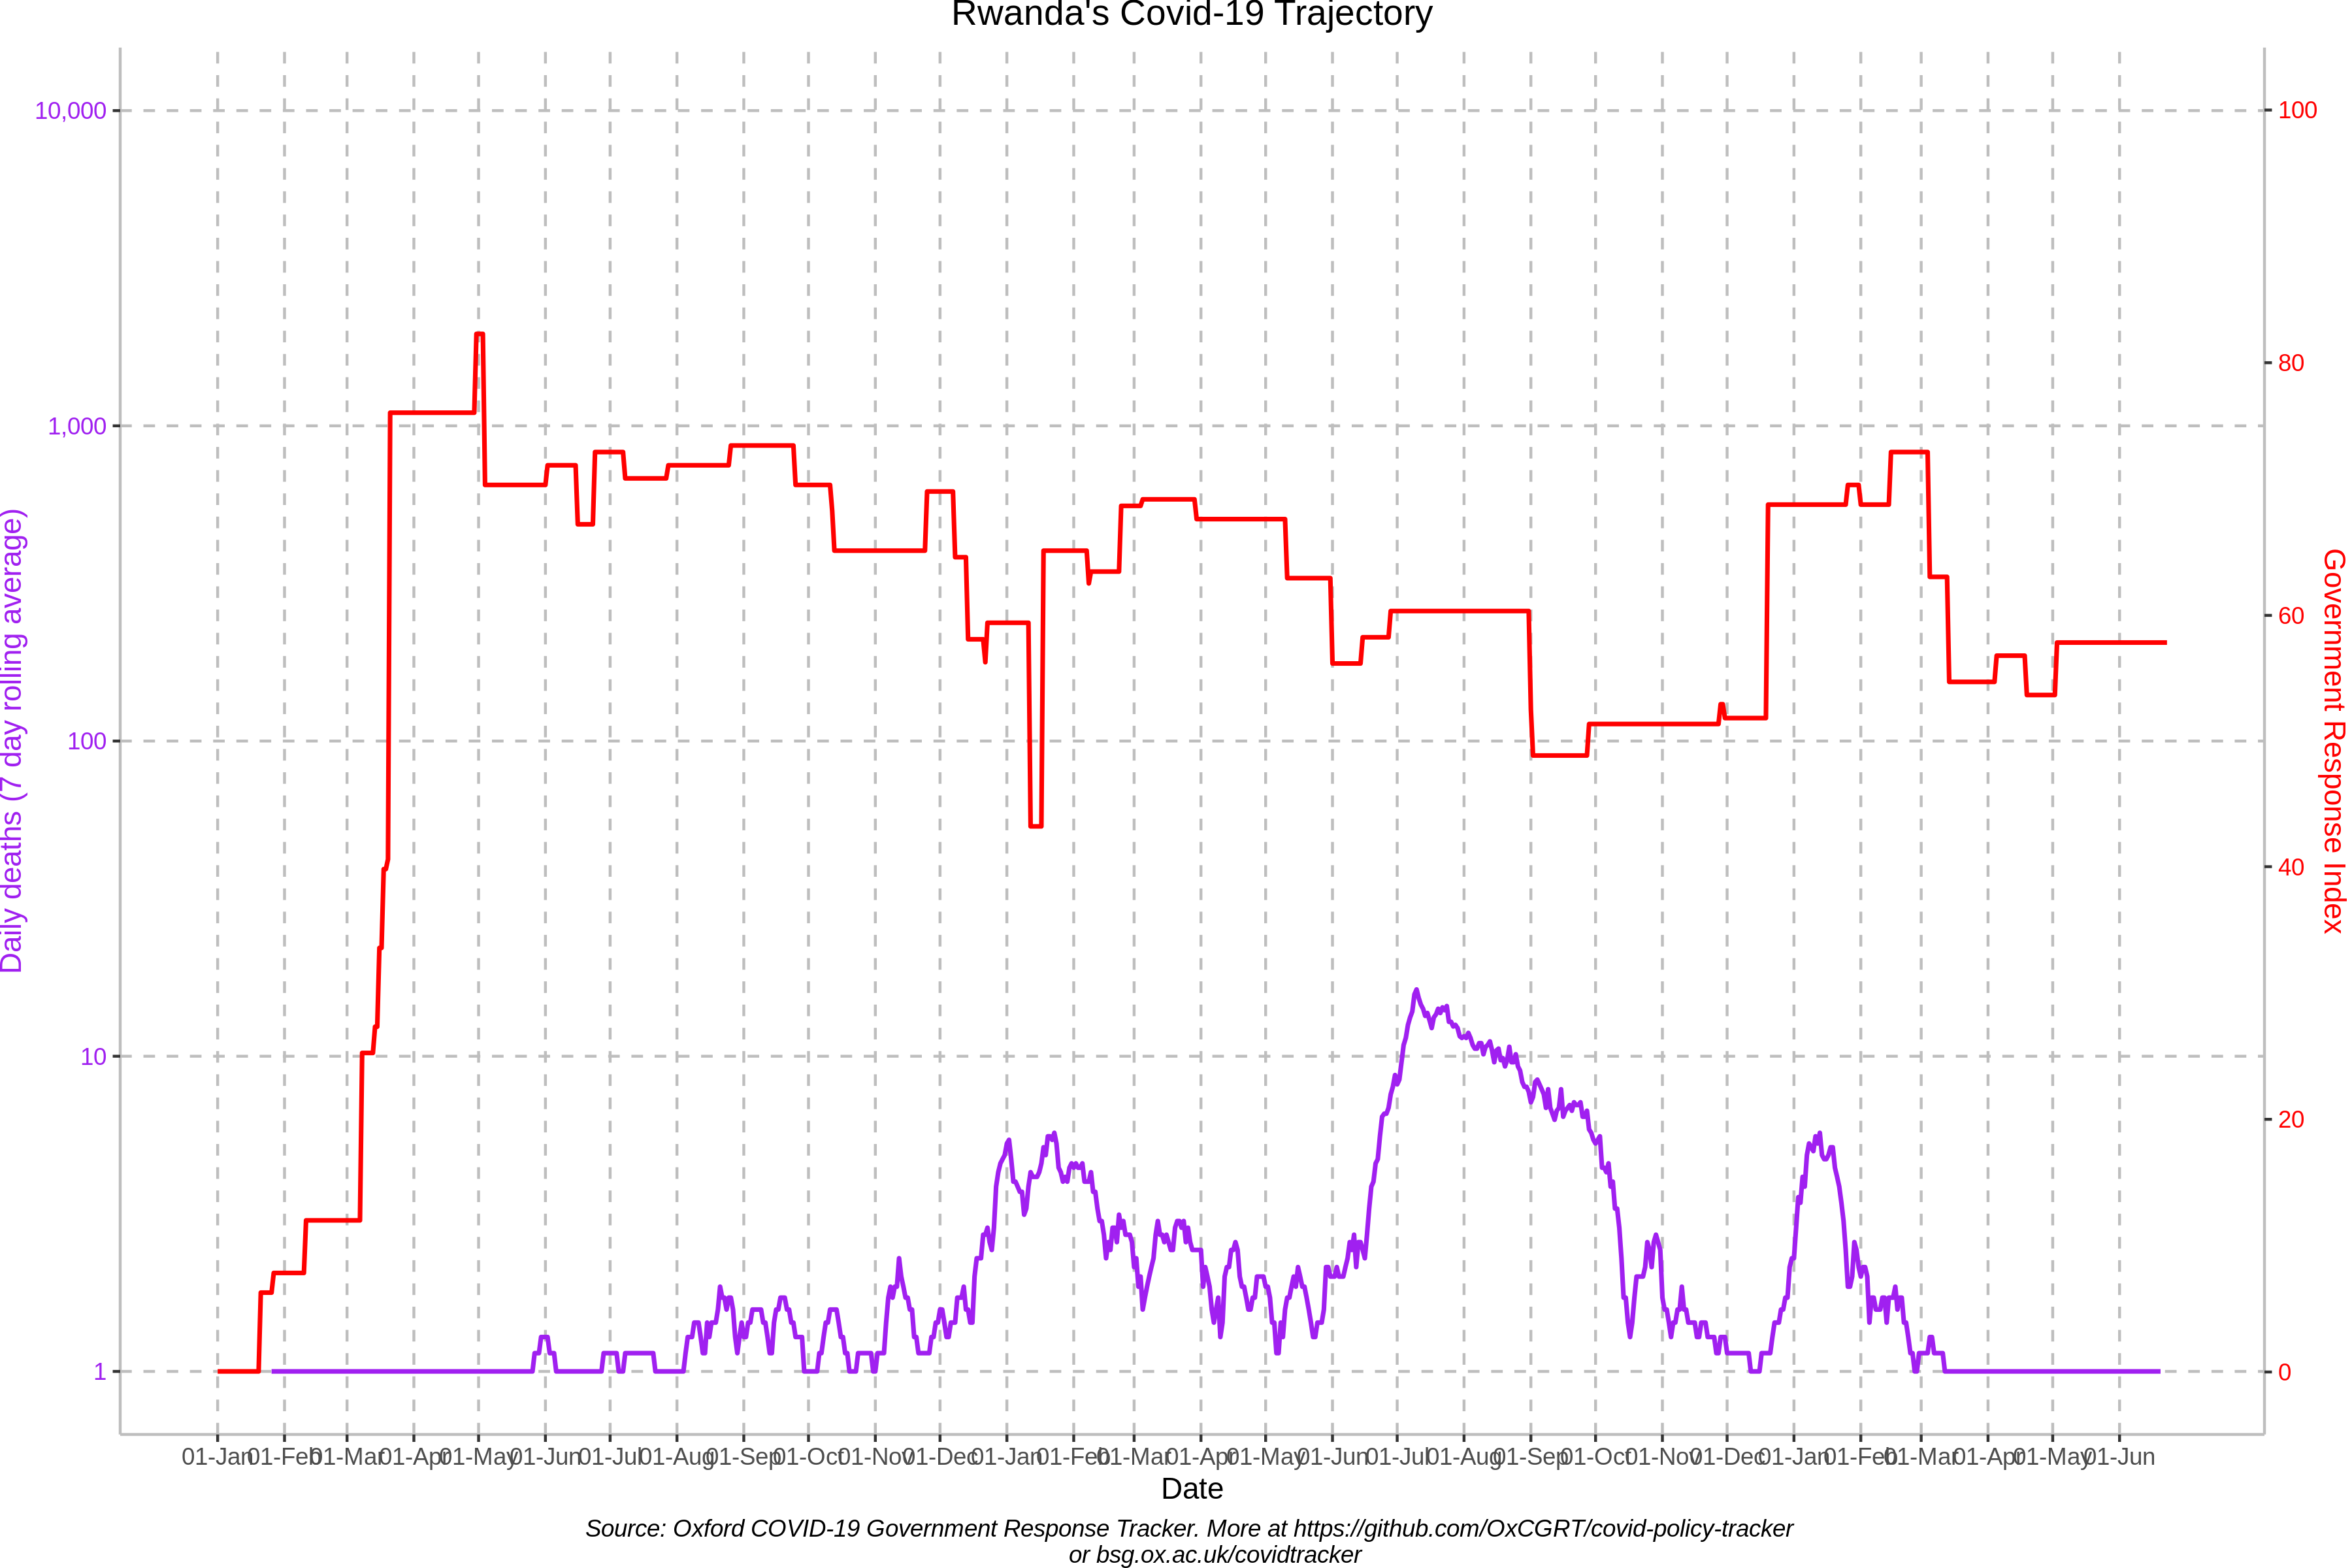 Rwanda's Covid-19 Trajectory
10,000
1,000
100
10
1
Daily deaths (7 day rolling average)
100
80
60
40
20
0
Government Response Index
01-Jan 01-Feb 01-Mar 01-Apr 01-May 01-Jun 01-Jul 01-Aug 01-Sep 01-Oct 01-Nov 01-Dec 01-Jan 01-Feb 01-Mar 01-Apr 01-May 01-Jun 01-Jul 01-Aug 01-Sep 01-Oct 01-Nov 01-Dec 01-Jan 01-Feb 01-Mar 01-Apr 01-May 01-Jun
Date
Source: Oxford COVID-19 Government Response Tracker. More at https://github.com/OxCGRT/covid-policy-tracker
or bsg.ox.ac.uk/covidtracker